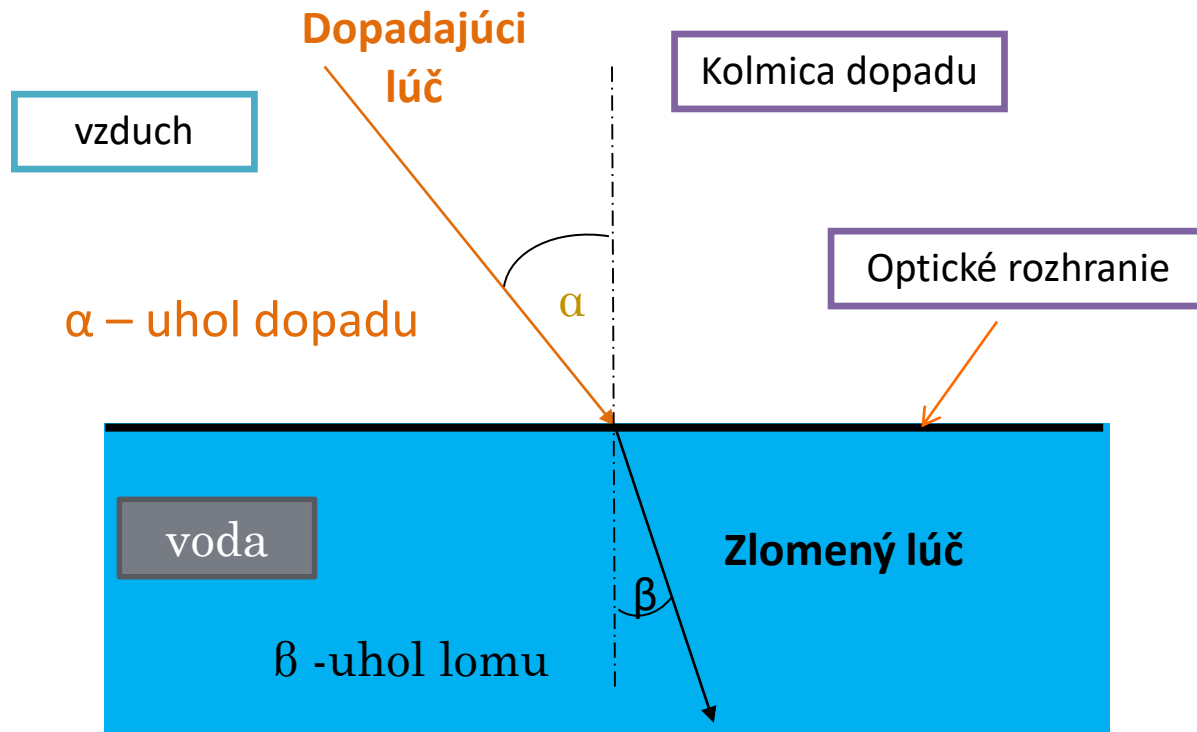 Dopadajúci
lúč
Kolmica dopadu
vzduch
Optické rozhranie
α
α – uhol dopadu
voda
Zlomený lúč
β
β -uhol lomu